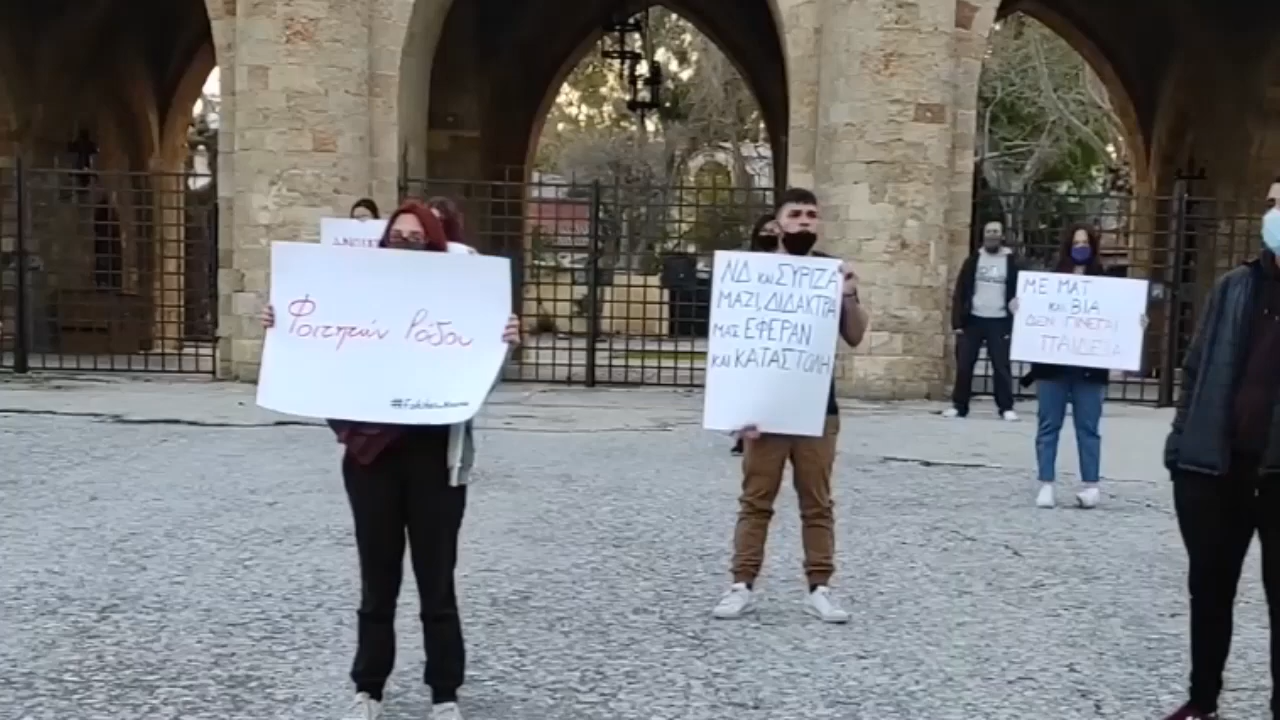 Φοιτητών Ρόδου
ΝΔ και ΣΥΡΙΖΑ
ΜΑΖΙ, ΔΙΔΑΚΤΡΑ
ΜΑΣ ΕΦΕΡΑΝ
και ΚΑΤΑΣΤΟΛΗ
ΜΕ ΜΑΤ
και ΒΙΑ
ΔΕΝ ΓΙΝΕΤΑΙ
ΠΑΙΔΕΙΑ